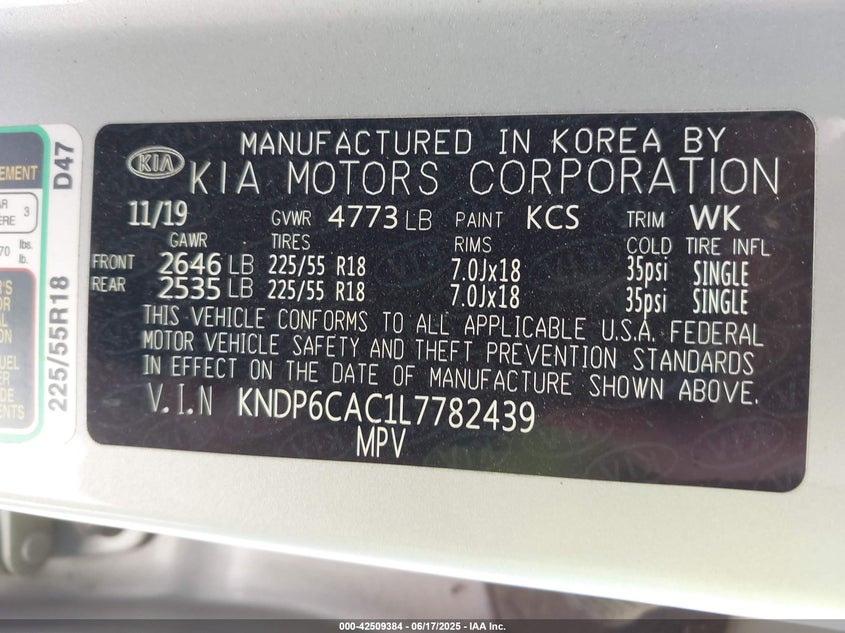 MANUFACTURED IN KOREA BY
KIA KIA MOTORS CORPORATION
11/19 GVWR 4773 LB PAINT KCS TRIM WK
GAWR TIRES RIMS COLD TIRE INFL
FRONT 2646 LB 225/55 R18 7.0Jx18 35psi SINGLE
REAR 2535 LB 225/55 R18 7.0Jx18 35psi SINGLE
THIS VEHICLE CONFORMS TO ALL APPLICABLE U.S.A. FEDERAL
MOTOR VEHICLE SAFETY AND THEFT PREVENTION STANDARDS
IN EFFECT ON THE DATE OF MANUFACTURE SHOWN ABOVE.
V.I.N KNDP6CAC1L7782439
MPV
225/55R18 D47
3
lbs.
lb.
000-42509384 - 06/17/2025 - IAA Inc.